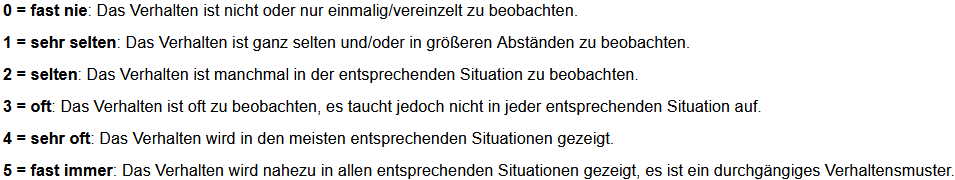 0 = fast nie: Das Verhalten ist nicht oder nur einmalig/vereinzelt zu beobachten.
1 = sehr selten: Das Verhalten ist ganz selten und/oder in größeren Abständen zu beobachten.
2 = selten: Das Verhalten ist manchmal in der entsprechenden Situation zu beobachten.
3 = oft: Das Verhalten ist oft zu beobachten, es taucht jedoch nicht in jeder entsprechenden Situation auf.
4 = sehr oft: Das Verhalten wird in den meisten entsprechenden Situationen gezeigt.
5 = fast immer: Das Verhalten wird nahezu in allen entsprechenden Situationen gezeigt, es ist ein durchgängiges Verhaltensmuster.